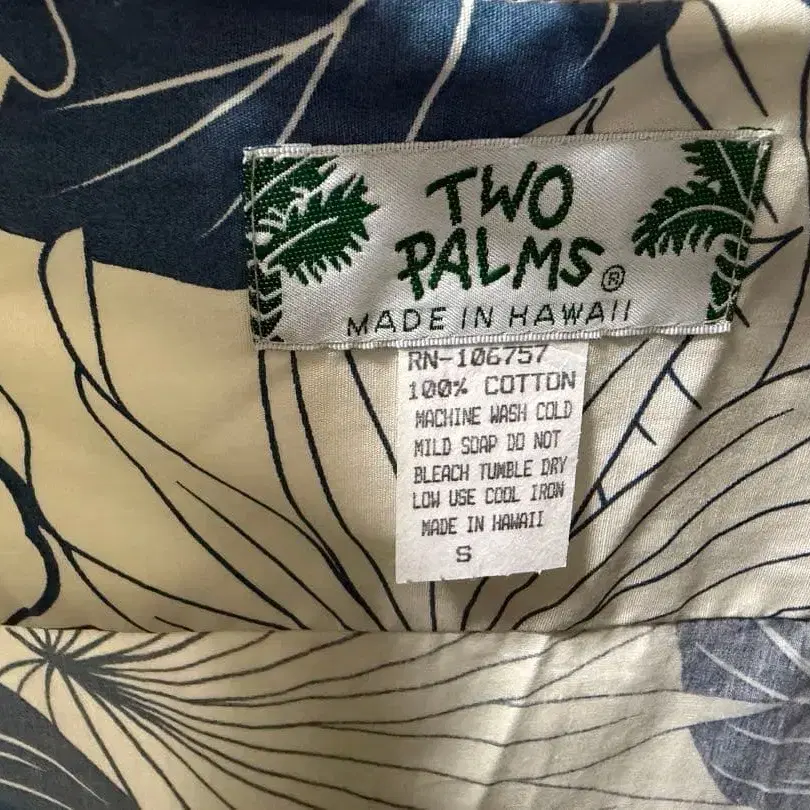 TWO
PALMS®
MADE IN HAWAII
RN-106757
100% COTTON
MACHINE WASH COLD
MILD SOAP DO NOT
BLEACH TUMBLE DRY
LOW USE COOL IRON
MADE IN HAWAII
S